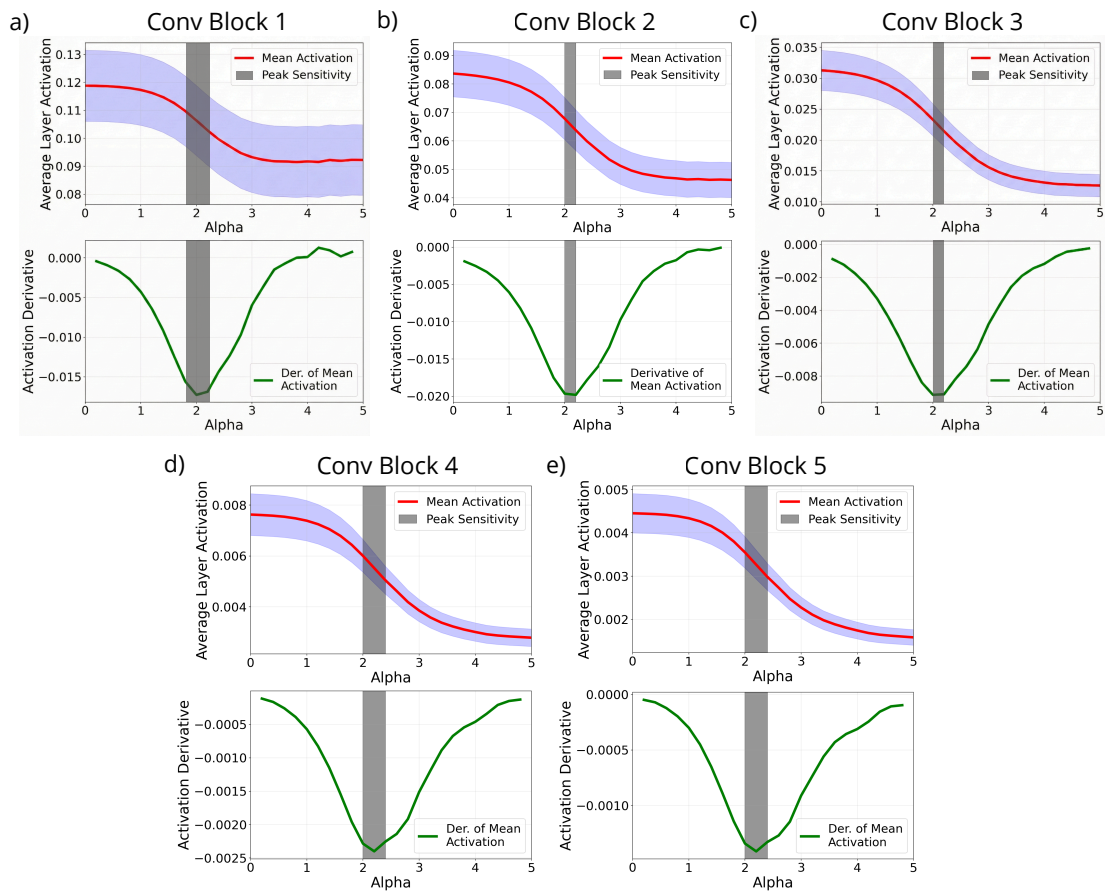 a) Conv Block 1
0.13
0.12
0.11
0.10
0.09
0.08
Average Layer Activation
Mean Activation
Peak Sensitivity
0 1 2 3 4 5
Alpha
0.000
−0.005
−0.010
−0.015
Activation Derivative
Der. of Mean
Activation
0 1 2 3 4 5
Alpha
b) Conv Block 2
0.09
0.08
0.07
0.06
0.05
0.04
Average Layer Activation
Mean Activation
Peak Sensitivity
0 1 2 3 4 5
Alpha
0.000
−0.005
−0.010
−0.015
−0.020
Activation Derivative
Derivative of
Mean Activation
0 1 2 3 4 5
Alpha
c) Conv Block 3
0.035
0.030
0.025
0.020
0.015
0.010
Average Layer Activation
Mean Activation
Peak Sensitivity
0 1 2 3 4 5
Alpha
0.000
−0.002
−0.004
−0.006
−0.008
Activation Derivative
Der. of Mean
Activation
0 1 2 3 4 5
Alpha
d) Conv Block 4
0.008
0.006
0.004
Average Layer Activation
Mean Activation
Peak Sensitivity
0 1 2 3 4 5
Alpha
−0.0005
−0.0010
−0.0015
−0.0020
−0.0025
Activation Derivative
Der. of Mean
Activation
0 1 2 3 4 5
Alpha
e) Conv Block 5
0.005
0.004
0.003
0.002
Average Layer Activation
Mean Activation
Peak Sensitivity
0 1 2 3 4 5
Alpha
0.0000
−0.0005
−0.0010
Activation Derivative
Der. of Mean
Activation
0 1 2 3 4 5
Alpha